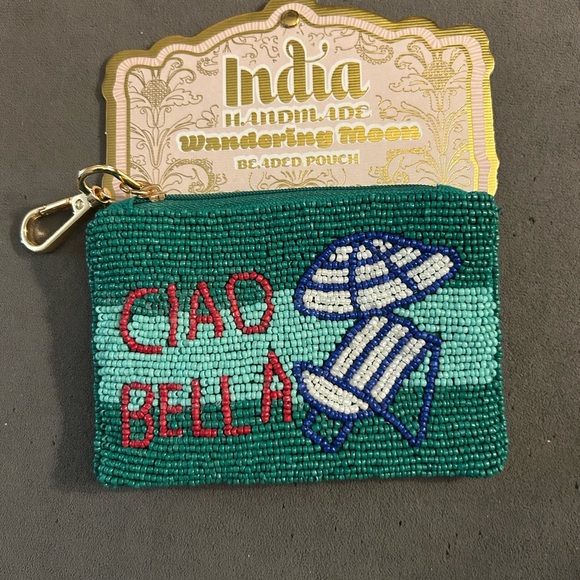 India
HANDMADE
Wandering Moon
BEADED POUCH
CIAO
BELLA